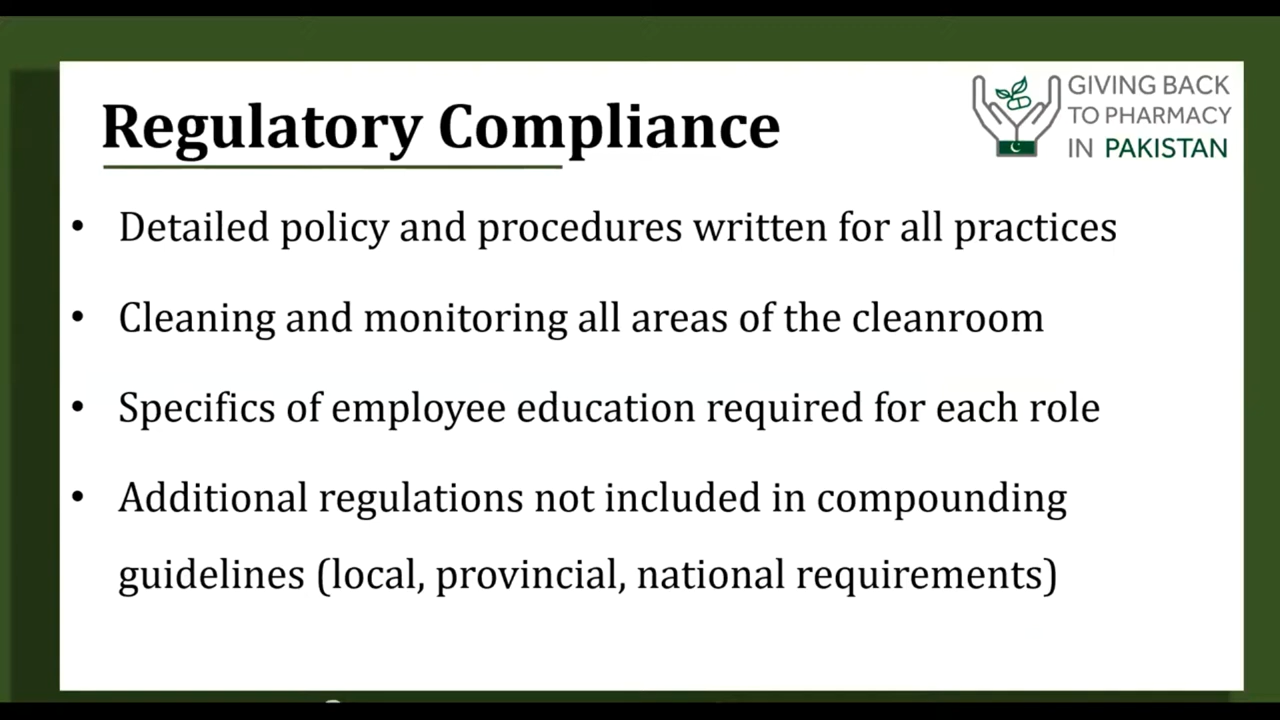 Regulatory Compliance
GIVING BACK
TO PHARMACY
IN PAKISTAN
• Detailed policy and procedures written for all practices
• Cleaning and monitoring all areas of the cleanroom
• Specifics of employee education required for each role
• Additional regulations not included in compounding
guidelines (local, provincial, national requirements)